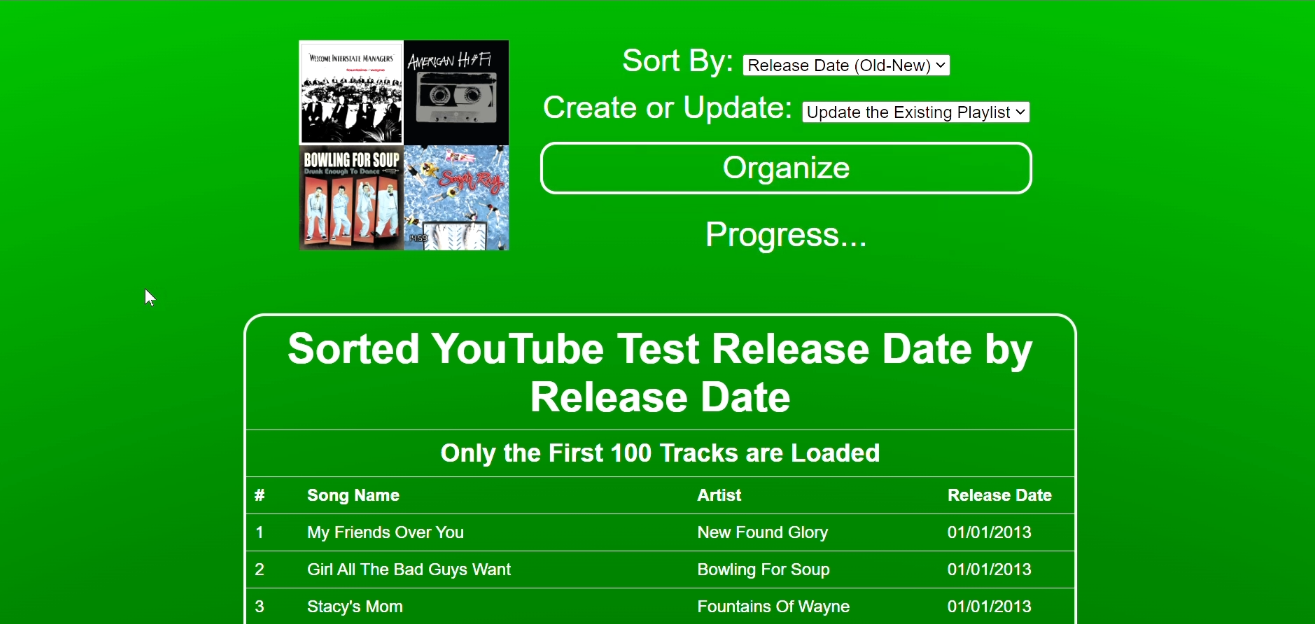 WELCOME INTERSTATE MANAGERS
AMERICAN HI-FI
BOWLING FOR SOUP
Drunk Enough To Dance
Sugar Ray
14:59
Sort By: Release Date (Old-New)
Create or Update: Update the Existing Playlist
Organize
Progress...
Sorted YouTube Test Release Date by
Release Date
Only the First 100 Tracks are Loaded
# Song Name Artist Release Date
1 My Friends Over You New Found Glory 01/01/2013
2 Girl All The Bad Guys Want Bowling For Soup 01/01/2013
3 Stacy's Mom Fountains Of Wayne 01/01/2013